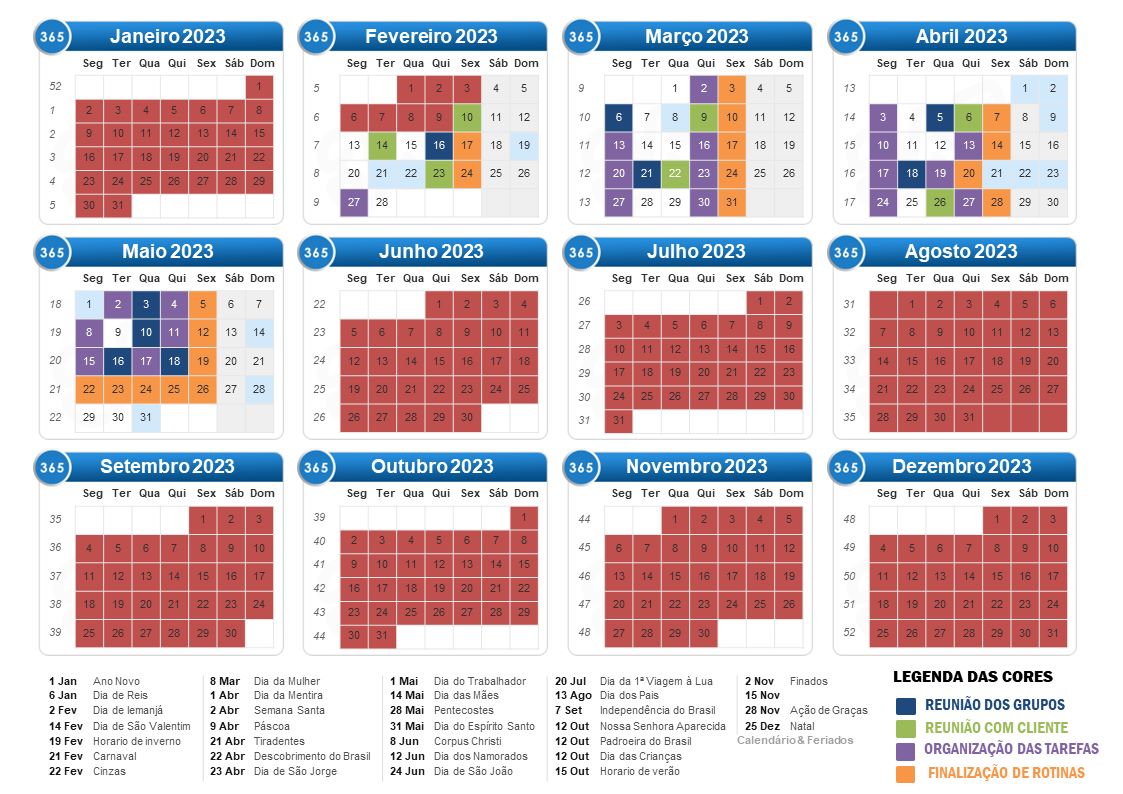 365 Janeiro 2023
Seg Ter Qua Qui Sex Sáb Dom
52 1
1 2 3 4 5 6 7 8
2 9 10 11 12 13 14 15
3 16 17 18 19 20 21 22
4 23 24 25 26 27 28 29
5 30 31
365 Fevereiro 2023
Seg Ter Qua Qui Sex Sáb Dom
5 1 2 3 4 5
6 6 7 8 9 10 11 12
7 13 14 15 16 17 18 19
8 20 21 22 23 24 25 26
9 27 28
365 Março 2023
Seg Ter Qua Qui Sex Sáb Dom
9 1 2 3 4 5
10 6 7 8 9 10 11 12
11 13 14 15 16 17 18 19
12 20 21 22 23 24 25 26
13 27 28 29 30 31
365 Abril 2023
Seg Ter Qua Qui Sex Sáb Dom
13 1 2
14 3 4 5 6 7 8 9
15 10 11 12 13 14 15 16
16 17 18 19 20 21 22 23
17 24 25 26 27 28 29 30
365 Maio 2023
Seg Ter Qua Qui Sex Sáb Dom
18 1 2 3 4 5 6 7
19 8 9 10 11 12 13 14
20 15 16 17 18 19 20 21
21 22 23 24 25 26 27 28
22 29 30 31
365 Junho 2023
Seg Ter Qua Qui Sex Sáb Dom
22 1 2 3 4
23 5 6 7 8 9 10 11
24 12 13 14 15 16 17 18
25 19 20 21 22 23 24 25
26 26 27 28 29 30
365 Julho 2023
Seg Ter Qua Qui Sex Sáb Dom
26 1 2
27 3 4 5 6 7 8 9
28 10 11 12 13 14 15 16
29 17 18 19 20 21 22 23
30 24 25 26 27 28 29 30
31 31
365 Agosto 2023
Seg Ter Qua Qui Sex Sáb Dom
31 1 2 3 4 5 6
32 7 8 9 10 11 12 13
33 14 15 16 17 18 19 20
34 21 22 23 24 25 26 27
35 28 29 30 31
365 Setembro 2023
Seg Ter Qua Qui Sex Sáb Dom
35 1 2 3
36 4 5 6 7 8 9 10
37 11 12 13 14 15 16 17
38 18 19 20 21 22 23 24
39 25 26 27 28 29 30
365 Outubro 2023
Seg Ter Qua Qui Sex Sáb Dom
39 1
40 2 3 4 5 6 7 8
41 9 10 11 12 13 14 15
42 16 17 18 19 20 21 22
43 23 24 25 26 27 28 29
44 30 31
365 Novembro 2023
Seg Ter Qua Qui Sex Sáb Dom
44 1 2 3 4 5
45 6 7 8 9 10 11 12
46 13 14 15 16 17 18 19
47 20 21 22 23 24 25 26
48 27 28 29 30
365 Dezembro 2023
Seg Ter Qua Qui Sex Sáb Dom
48 1 2 3
49 4 5 6 7 8 9 10
50 11 12 13 14 15 16 17
51 18 19 20 21 22 23 24
52 25 26 27 28 29 30 31
1 Jan Ano Novo
6 Jan Dia de Reis
2 Fev Dia de Iemanjá
14 Fev Dia de São Valentim
19 Fev Horario de inverno
21 Fev Carnaval
22 Fev Cinzas
8 Mar Dia da Mulher
1 Abr Dia da Mentira
2 Abr Semana Santa
9 Abr Páscoa
21 Abr Tiradentes
22 Abr Descobrimento do Brasil
23 Abr Dia de São Jorge
1 Mai Dia do Trabalhador
14 Mai Dia das Mães
28 Mai Pentecostes
31 Mai Dia do Espírito Santo
8 Jun Corpus Christi
12 Jun Dia dos Namorados
24 Jun Dia de São João
20 Jul Dia da 1ª Viagem à Lua
13 Ago Dia dos Pais
7 Set Independência do Brasil
12 Out Nossa Senhora Aparecida
12 Out Padroeira do Brasil
12 Out Dia das Crianças
15 Out Horario de verão
2 Nov Finados
15 Nov
28 Nov Ação de Graças
25 Dez Natal
Calendário & Feriados
LEGENDA DAS CORES
REUNIÃO DOS GRUPOS
REUNIÃO COM CLIENTE
ORGANIZAÇÃO DAS TAREFAS
FINALIZAÇÃO DE ROTINAS